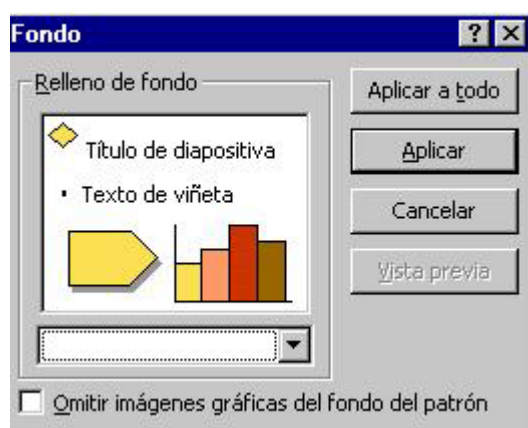 Fondo
Relleno de fondo
Título de diapositiva
· Texto de viñeta
Aplicar a todo
Aplicar
Cancelar
Vista previa
Omitir imágenes gráficas del fondo del patrón